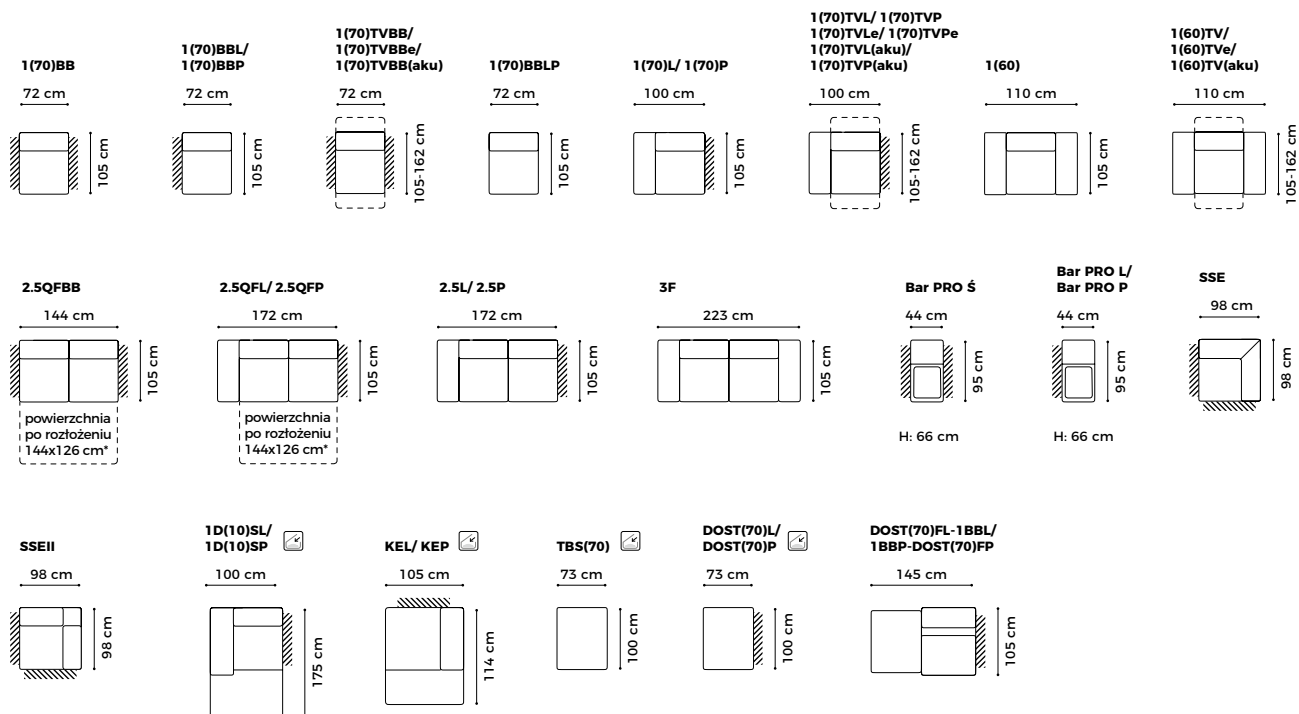 1(70)BB
72 cm
105 cm
1(70)BBL/
1(70)BBP
72 cm
105 cm
1(70)TVBB/
1(70)TVBBe/
1(70)TVBB(aku)
72 cm
105-162 cm
1(70)BBLP
72 cm
105 cm
1(70)L/ 1(70)P
100 cm
105 cm
1(70)TVL/ 1(70)TVP
1(70)TVLe/ 1(70)TVPe
1(70)TVL(aku)/
1(70)TVP(aku)
100 cm
105-162 cm
1(60)
110 cm
105 cm
1(60)TV/
1(60)TVe/
1(60)TV(aku)
110 cm
105-162 cm
2.5QFBB
144 cm
105 cm
powierzchnia
po rozłożeniu
144x126 cm*
2.5QFL/ 2.5QFP
172 cm
105 cm
powierzchnia
po rozłożeniu
144x126 cm*
2.5L/ 2.5P
172 cm
105 cm
3F
223 cm
105 cm
Bar PRO Ś
44 cm
95 cm
H: 66 cm
Bar PRO L/
Bar PRO P
44 cm
95 cm
H: 66 cm
SSE
98 cm
98 cm
SSEII
98 cm
98 cm
1D(10)SL/
1D(10)SP
100 cm
175 cm
KEL/ KEP
105 cm
114 cm
TBS(70)
73 cm
100 cm
DOST(70)L/
DOST(70)P
73 cm
100 cm
DOST(70)FL-1BBL/
1BBP-DOST(70)FP
145 cm
105 cm